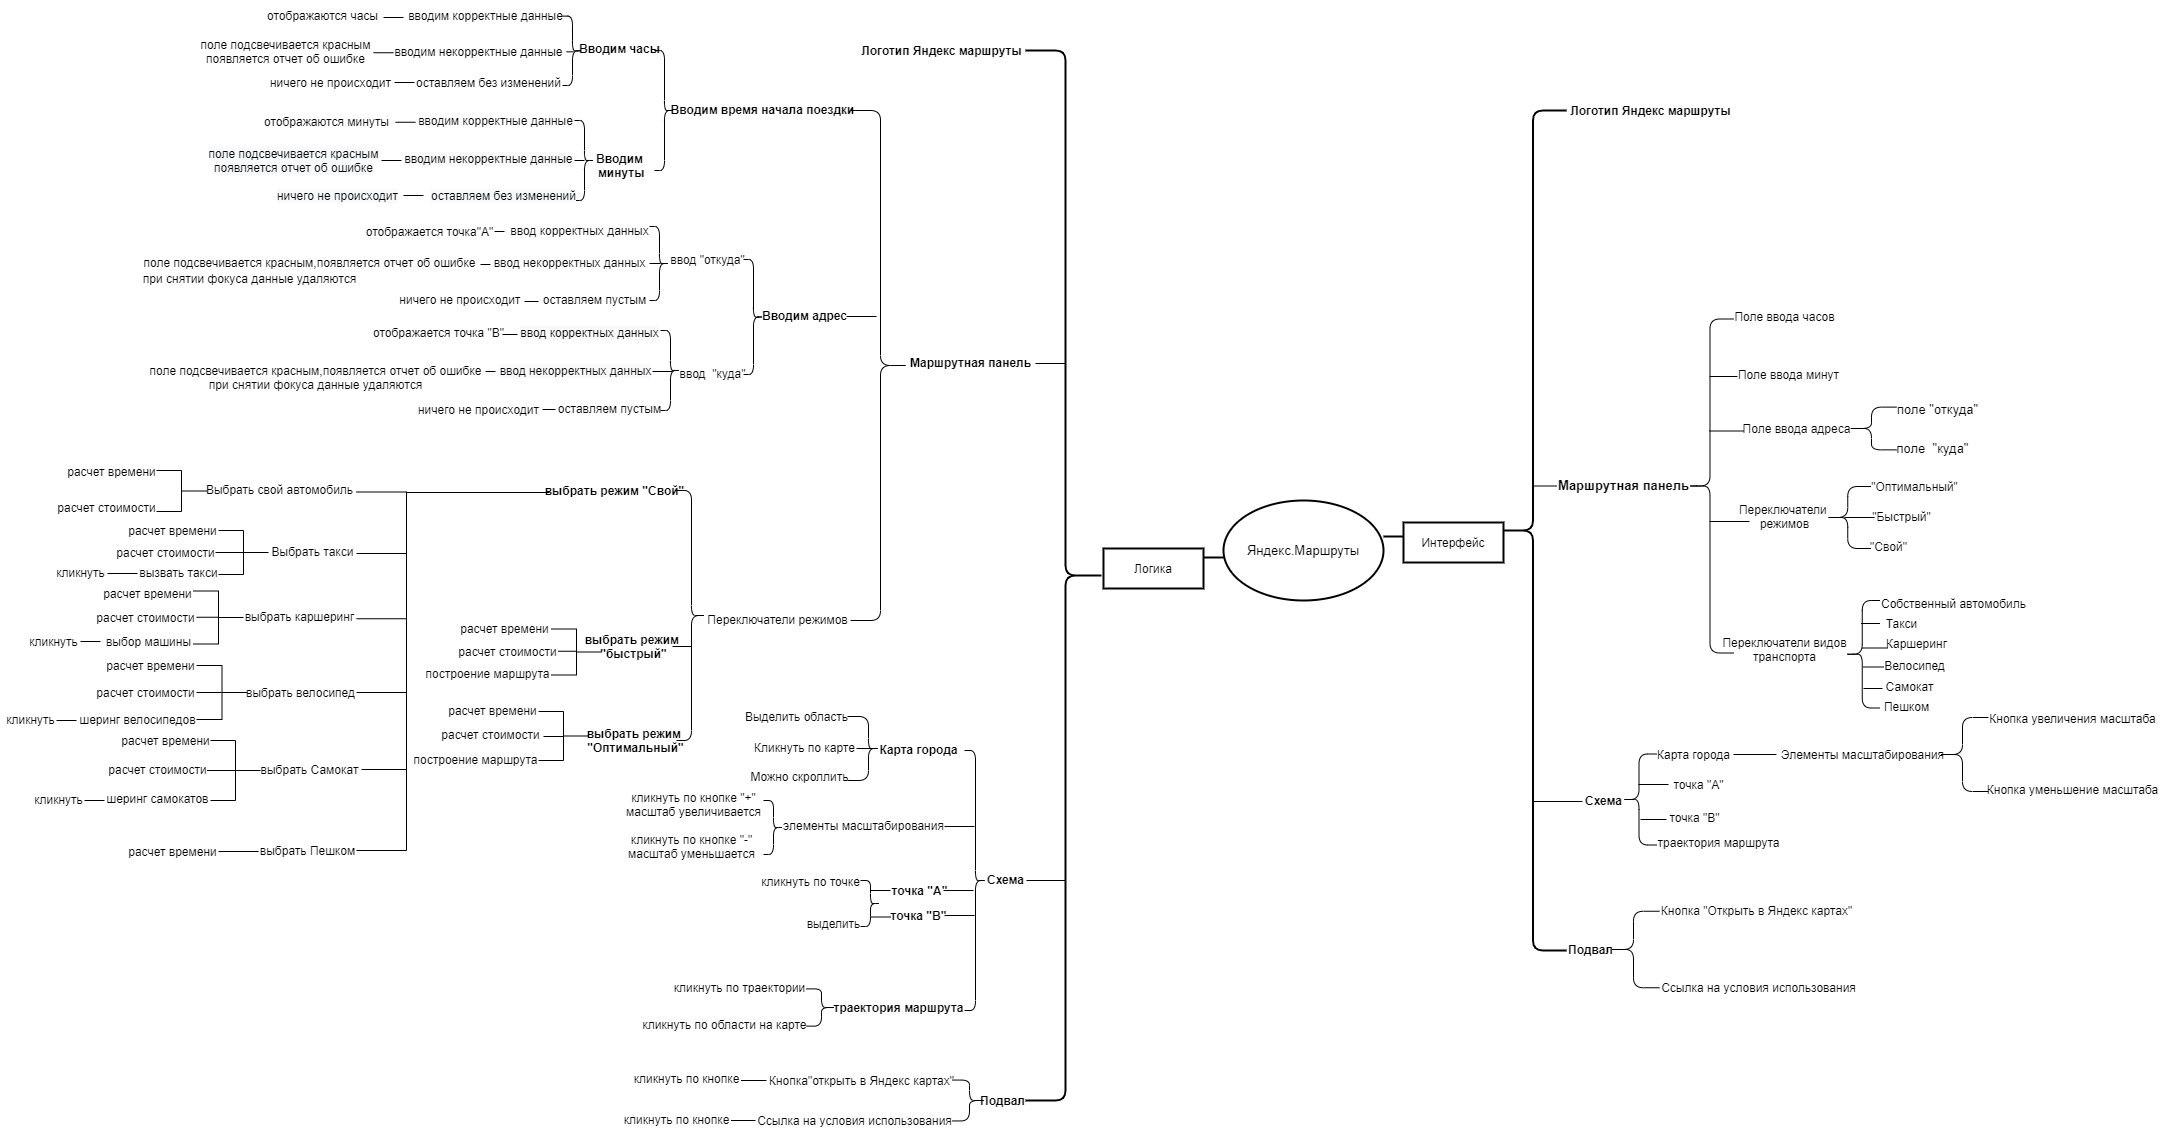 отображаются часы
вводим корректные данные
поле подсвечивается красным
появляется отчет об ошибке
вводим некорректные данные
Вводим часы
ничего не происходит
оставляем без изменений
Вводим время начала поездки
отображаются минуты
вводим корректные данные
поле подсвечивается красным
появляется отчет об ошибке
вводим некорректные данные
Вводим
минуты
ничего не происходит
оставляем без изменений
отображается точка"А"
ввод корректных данных
поле подсвечивается красным,появляется отчет об ошибке
при снятии фокуса данные удаляются
ввод некорректных данных
ввод "откуда"
ничего не происходит
оставляем пустым
Вводим адрес
отображается точка "В"
ввод корректных данных
поле подсвечивается красным,появляется отчет об ошибке
при снятии фокуса данные удаляются
ввод некорректных данных
ввод "куда"
ничего не происходит
оставляем пустым
Логотип Яндекс маршруты
Маршрутная панель
расчет времени
расчет стоимости
Выбрать свой автомобиль
выбрать режим "Свой"
расчет времени
расчет стоимости
Выбрать такси
кликнуть
вызвать такси
расчет времени
расчет стоимости
выбрать каршеринг
кликнуть
выбор машины
расчет времени
расчет стоимости
выбрать велосипед
кликнуть
шеринг велосипедов
расчет времени
расчет стоимости
выбрать Самокат
кликнуть
шеринг самокатов
расчет времени
выбрать Пешком
Переключатели режимов
расчет времени
расчет стоимости
построение маршрута
выбрать режим
"быстрый"
расчет времени
расчет стоимости
построение маршрута
выбрать режим
"Оптимальный"
Выделить область
Кликнуть по карте
Можно скроллить
Карта города
кликнуть по кнопке "+"
масштаб увеличивается
кликнуть по кнопке "-"
масштаб уменьшается
элементы масштабирования
кликнуть по точке
выделить
точка "А"
точка "В"
Схема
кликнуть по траектории
кликнуть по области на карте
траектория маршрута
кликнуть по кнопке
Кнопка"открыть в Яндекс картах"
кликнуть по кнопке
Ссылка на условия использования
Подвал
Логика
Яндекс.Маршруты
Интерфейс
Логотип Яндекс маршруты
Маршрутная панель
Поле ввода часов
Поле ввода минут
Поле ввода адреса
поле "откуда"
поле "куда"
Переключатели
режимов
"Оптимальный"
"Быстрый"
"Свой"
Переключатели видов
транспорта
Собственный автомобиль
Такси
Каршеринг
Велосипед
Самокат
Пешком
Схема
Карта города
Элементы масштабирования
Кнопка увеличения масштаба
Кнопка уменьшение масштаба
точка "А"
точка "В"
траектория маршрута
Подвал
Кнопка "Открыть в Яндекс картах"
Ссылка на условия использования